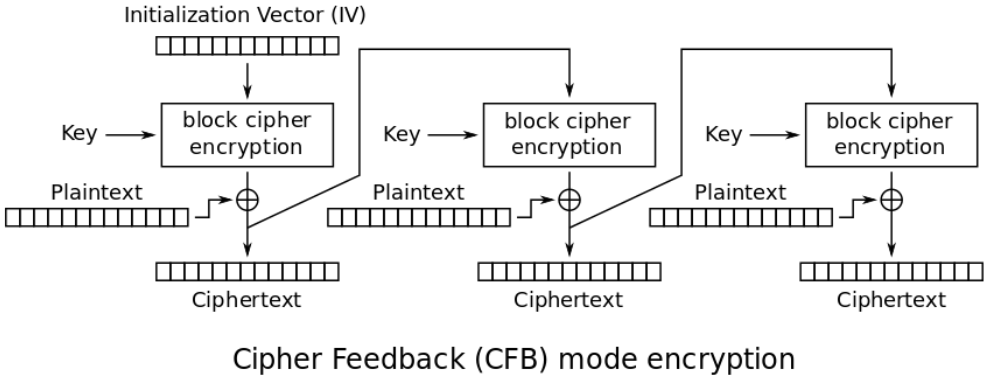 Initialization Vector (IV)
Key
block cipher
encryption
Key
block cipher
encryption
Key
block cipher
encryption
Plaintext
Plaintext
Plaintext
Ciphertext
Ciphertext
Ciphertext
Cipher Feedback (CFB) mode encryption